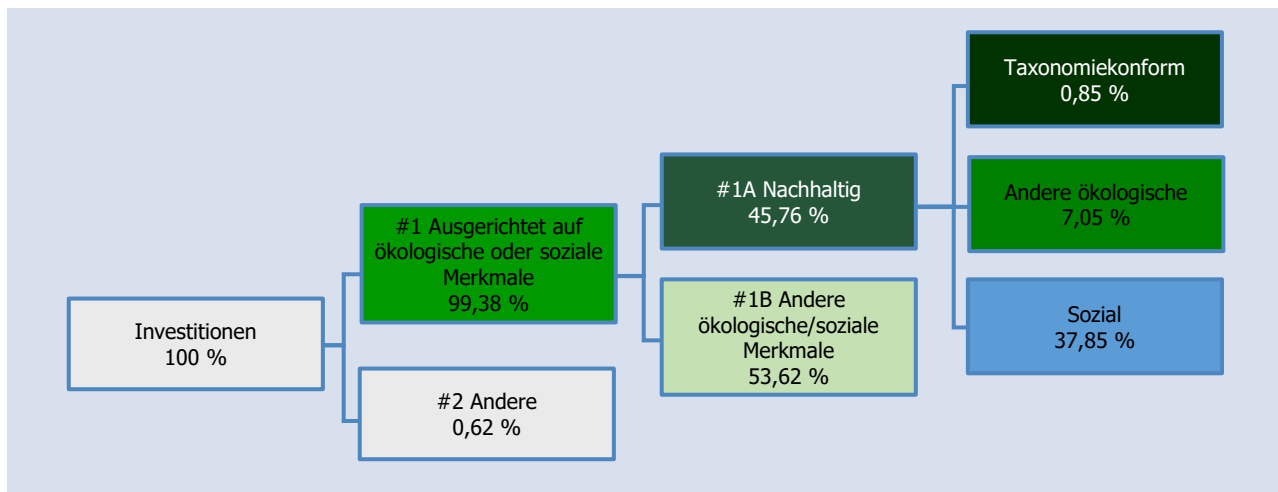 Investitionen
100 %
#1 Ausgerichtet auf
ökologische oder soziale
Merkmale
99,38 %
#2 Andere
0,62 %
#1A Nachhaltig
45,76 %
#1B Andere
ökologische/soziale
Merkmale
53,62 %
Taxonomiekonform
0,85 %
Andere ökologische
7,05 %
Sozial
37,85 %